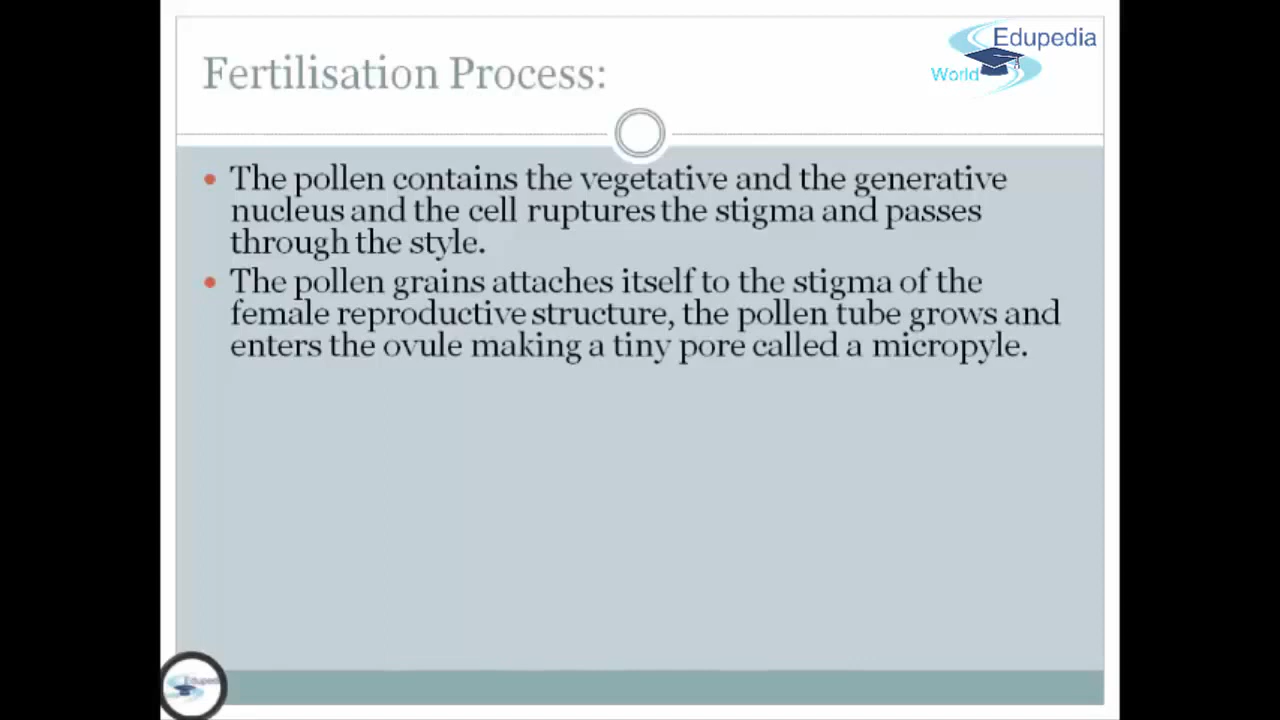 Edupedia
World
Fertilisation Process:
The pollen contains the vegetative and the generative
nucleus and the cell ruptures the stigma and passes
through the style.
The pollen grains attaches itself to the stigma of the
female reproductive structure, the pollen tube grows and
enters the ovule making a tiny pore called a micropyle.
Edupedia